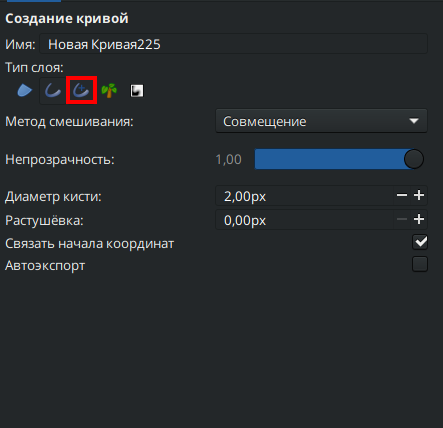 Создание кривой
Имя: Новая Кривая225
Тип слоя:
Метод смешивания: Совмещение
Непрозрачность: 1,00
Диаметр кисти: 2,00px
Растушёвка: 0,00px
Связать начала координат
Автоэкспорт